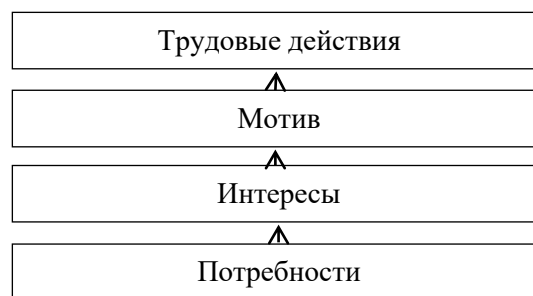 Трудовые действия
Мотив
Интересы
Потребности